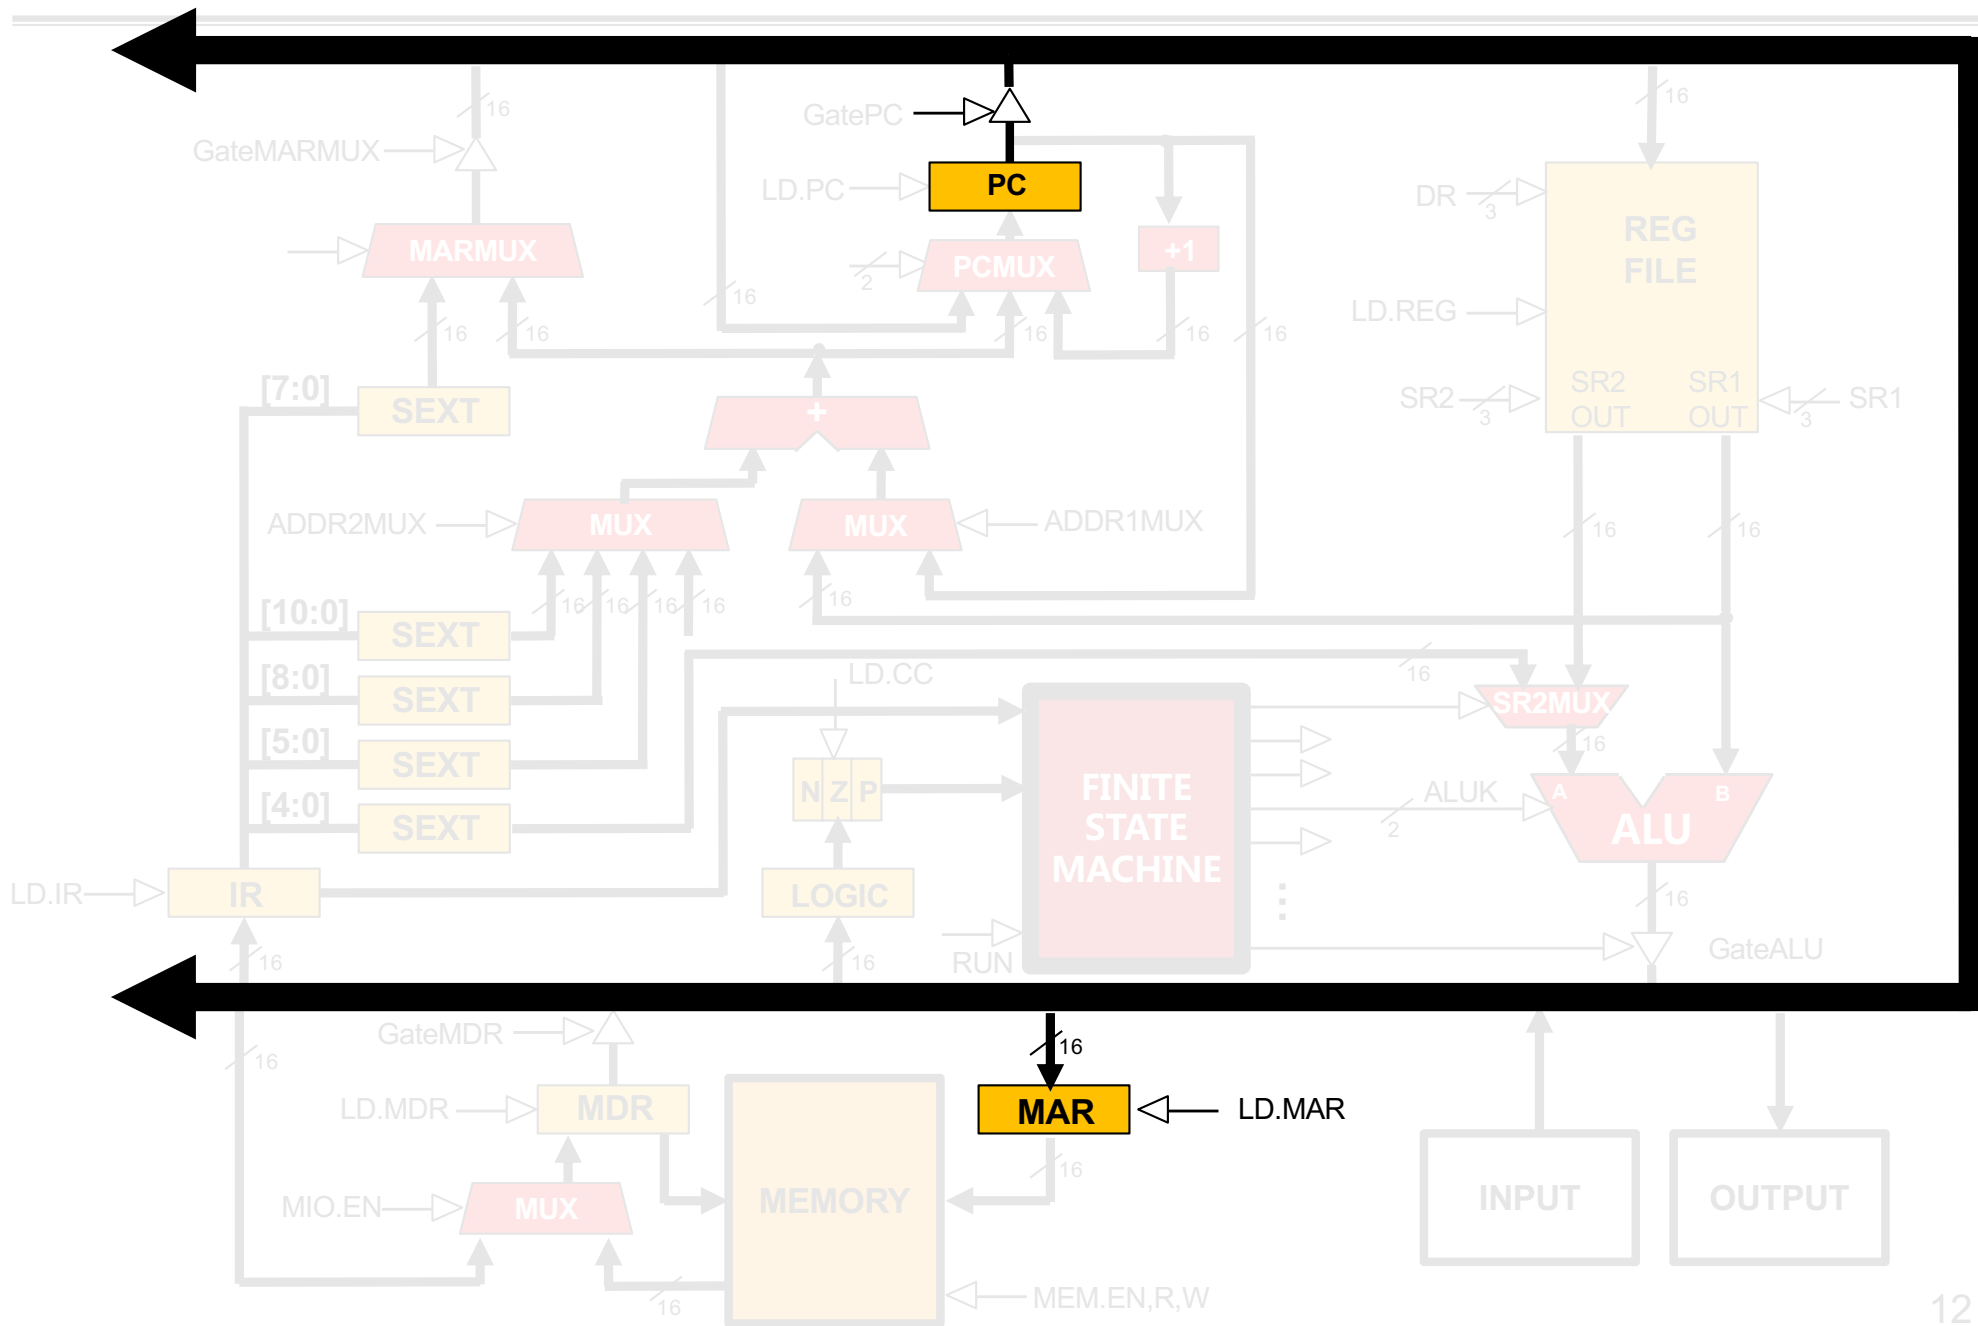 16
16
GatePC
GateMARMUX
LD.PC
PC
DR
3
REG
FILE
MARMUX
PCMUX
+1
2
16
LD.REG
16
16
16
16
16
[7:0]
SEXT
SR2
OUT
SR1
OUT
SR2
3
3
SR1
+
ADDR2MUX
MUX
MUX
ADDR1MUX
16
16
[10:0]
16
16
16
16
16
SEXT
[8:0]
SEXT
LD.CC
16
SR2MUX
[5:0]
SEXT
16
N Z P
FINITE
STATE
MACHINE
ALUK
2
A
B
ALU
[4:0]
SEXT
LD.IR
IR
LOGIC
⋮
16
16
16
RUN
GateALU
GateMDR
16
16
LD.MDR
MDR
MAR
LD.MAR
16
MIO.EN
MUX
MEMORY
INPUT
OUTPUT
16
MEM.EN,R,W
12